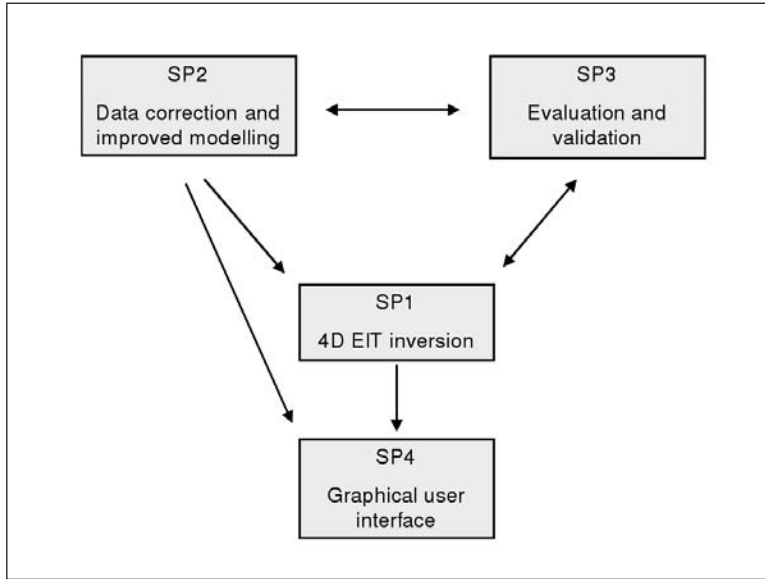 SP2
Data correction and
improved modelling
SP3
Evaluation and
validation
SP1
4D EIT inversion
SP4
Graphical user
interface